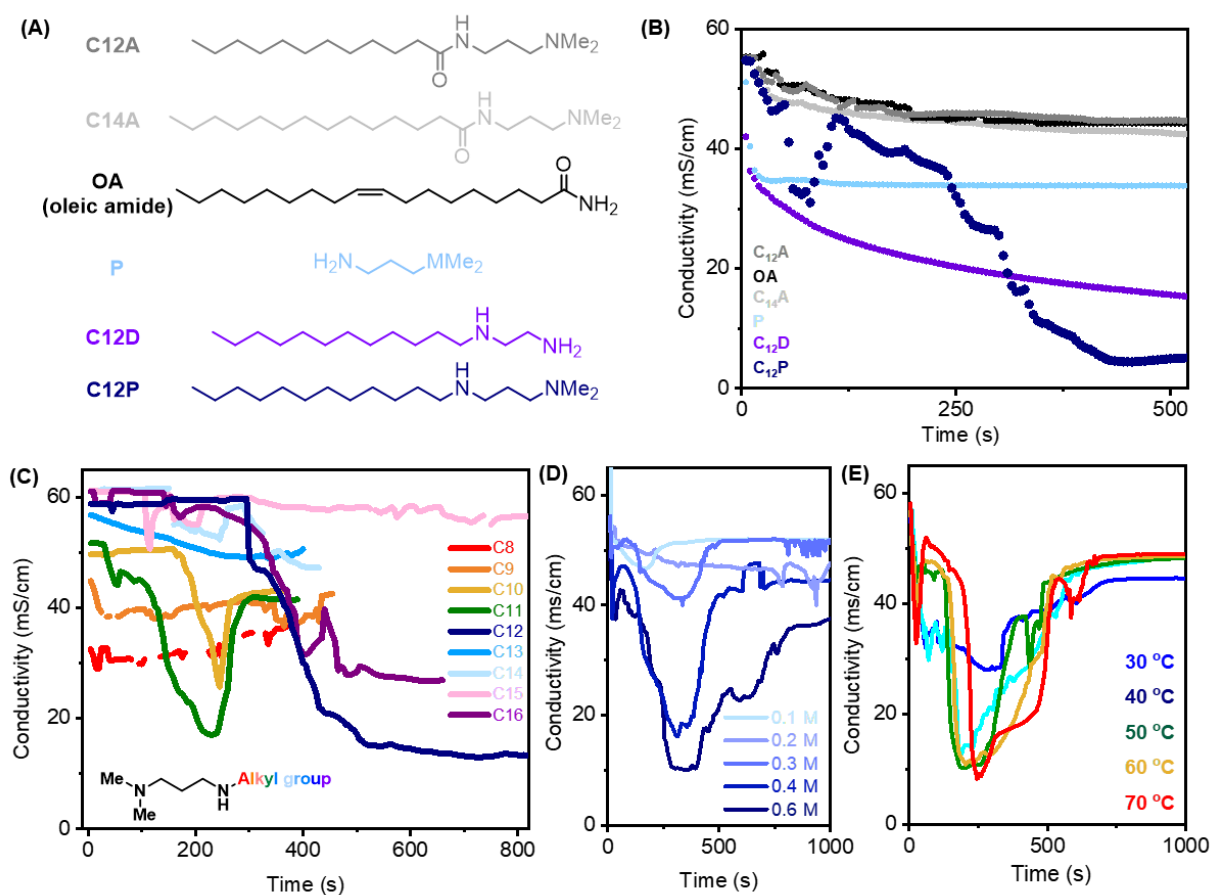 (A)
C12A
H
N
NMe2
O
C14A
H
N
NMe2
O
OA
(oleic amide)
O
NH2
P
H2N
MMe2
C12D
H
N
NH2
C12P
H
N
NMe2
(B)
Conductivity (mS/cm)
60
40
20
0
C12A
OA
C14A
P
C12D
C12P
0
250
500
Time (s)
(C)
Conductivity (mS/cm)
60
40
20
0
C8
C9
C10
C11
C12
C13
C14
C15
C16
Me
N
Me
N
H
Alkyl group
0
200
400
600
800
Time (s)
(D)
Conductivity (ms/cm)
60
40
20
0
0.1 M
0.2 M
0.3 M
0.4 M
0.6 M
0
500
1000
Time (s)
(E)
Conductivity (ms/cm)
60
40
20
0
30 °C
40 °C
50 °C
60 °C
70 °C
0
500
1000
Time (s)